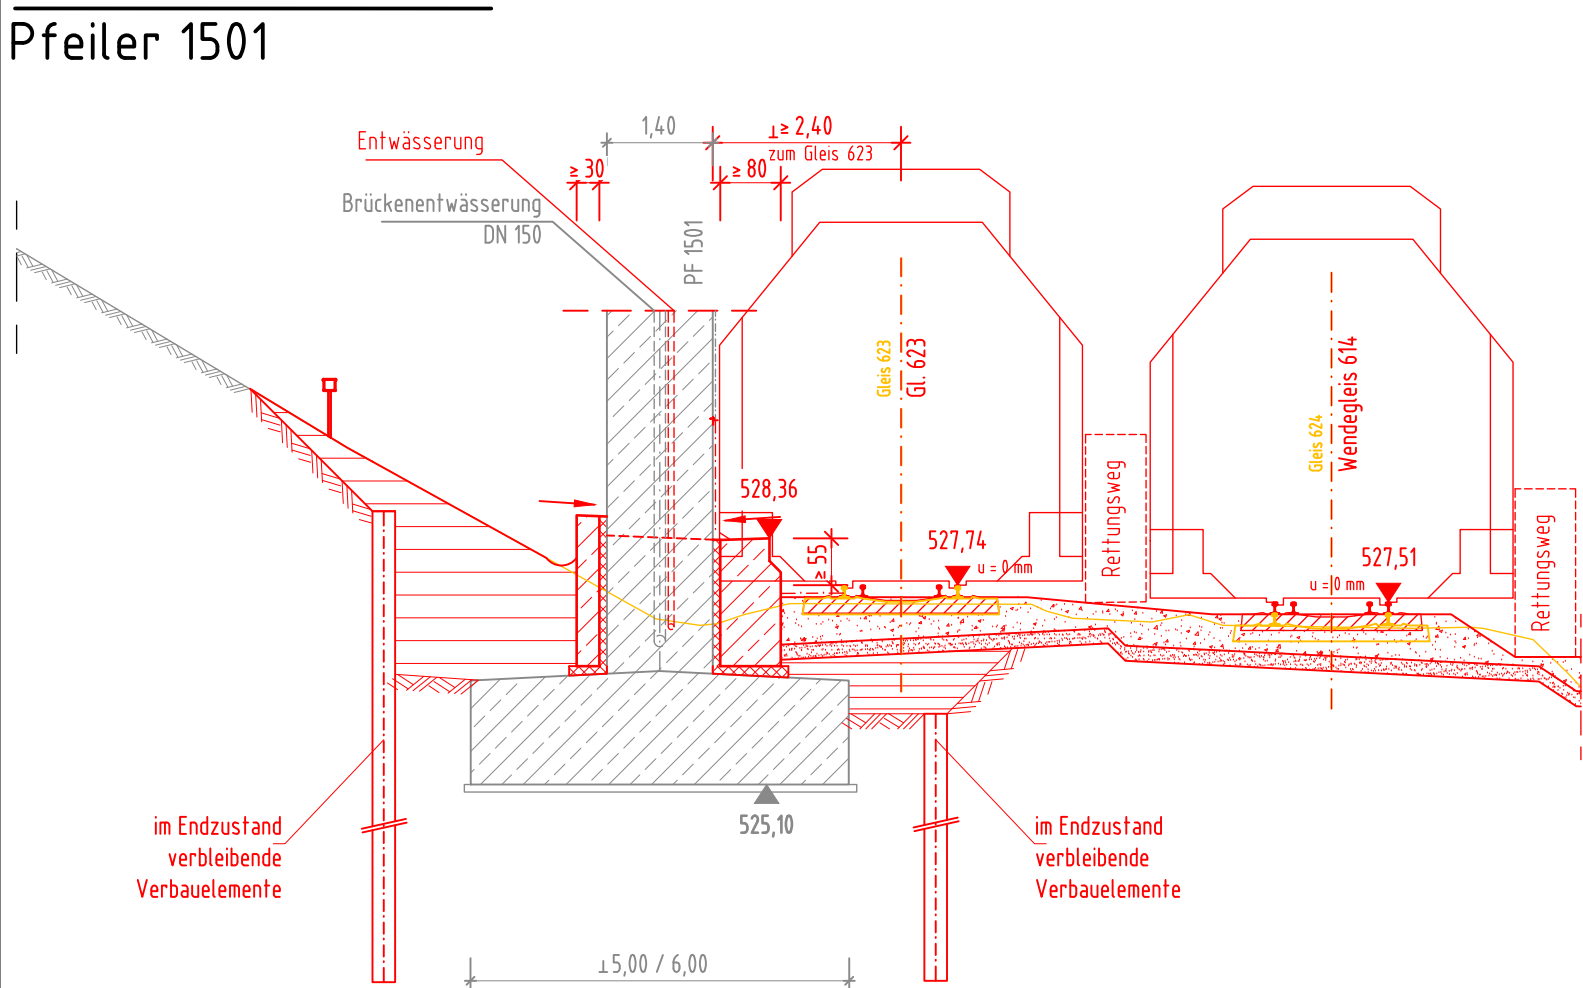 Pfeiler 1501
Entwässerung
1,40
⊥≥ 2,40
zum Gleis 623
≥ 30
≥ 80
Brückenentwässerung
DN 150
PF 1501
Gleis 623
Gl. 623
Gleis 624
Wendegleis 614
Rettungsweg
Rettungsweg
528,36
≥ 55
527,74
u = 0 mm
527,51
u = 0 mm
525,10
im Endzustand
verbleibende
Verbauelemente
im Endzustand
verbleibende
Verbauelemente
⊥5,00 / 6,00